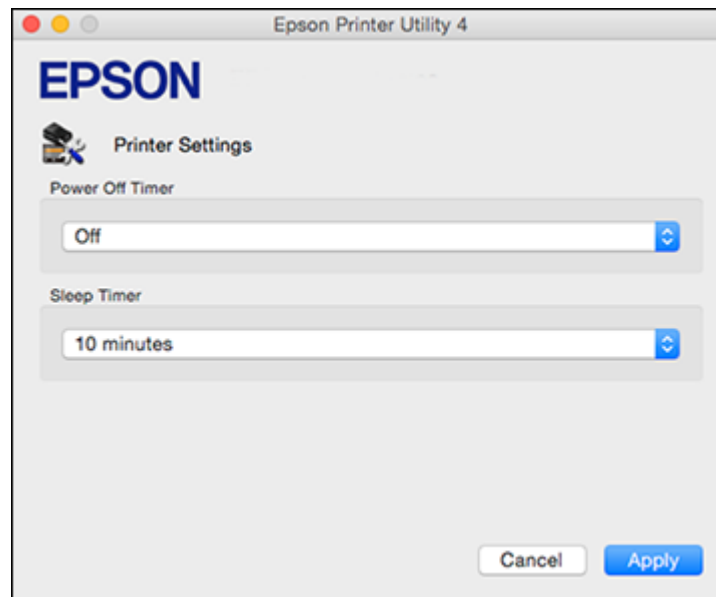 Epson Printer Utility 4
EPSON
Printer Settings
Power Off Timer
Off
Sleep Timer
10 minutes
Cancel Apply